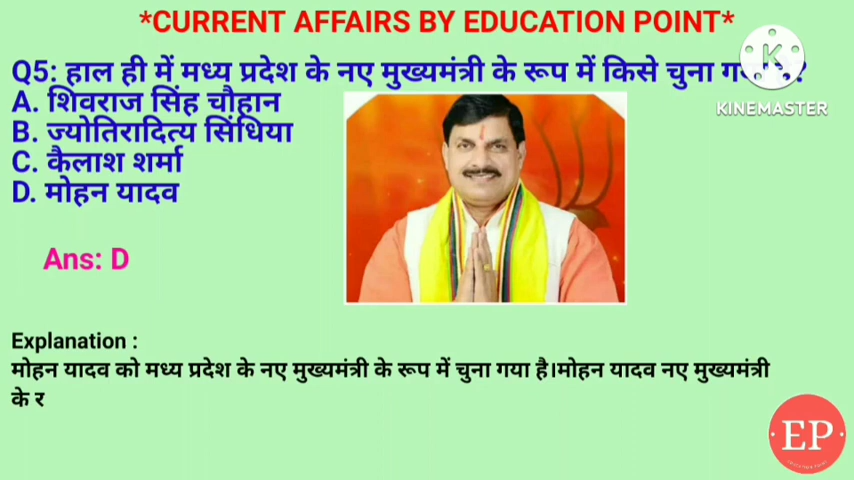 *CURRENT AFFAIRS BY EDUCATION POINT*
Q5: हाल ही में मध्य प्रदेश के नए मुख्यमंत्री के रूप में किसे चुना
A. शिवराज सिंह चौहान
B. ज्योतिरादित्य सिंधिया
C. कैलाश शर्मा
D. मोहन यादव
Ans: D
Explanation :
मोहन यादव को मध्य प्रदेश के नए मुख्यमंत्री के रूप में चुना गया है।मोहन यादव नए मुख्यमंत्री
के र
K
KINEMASTER
EP